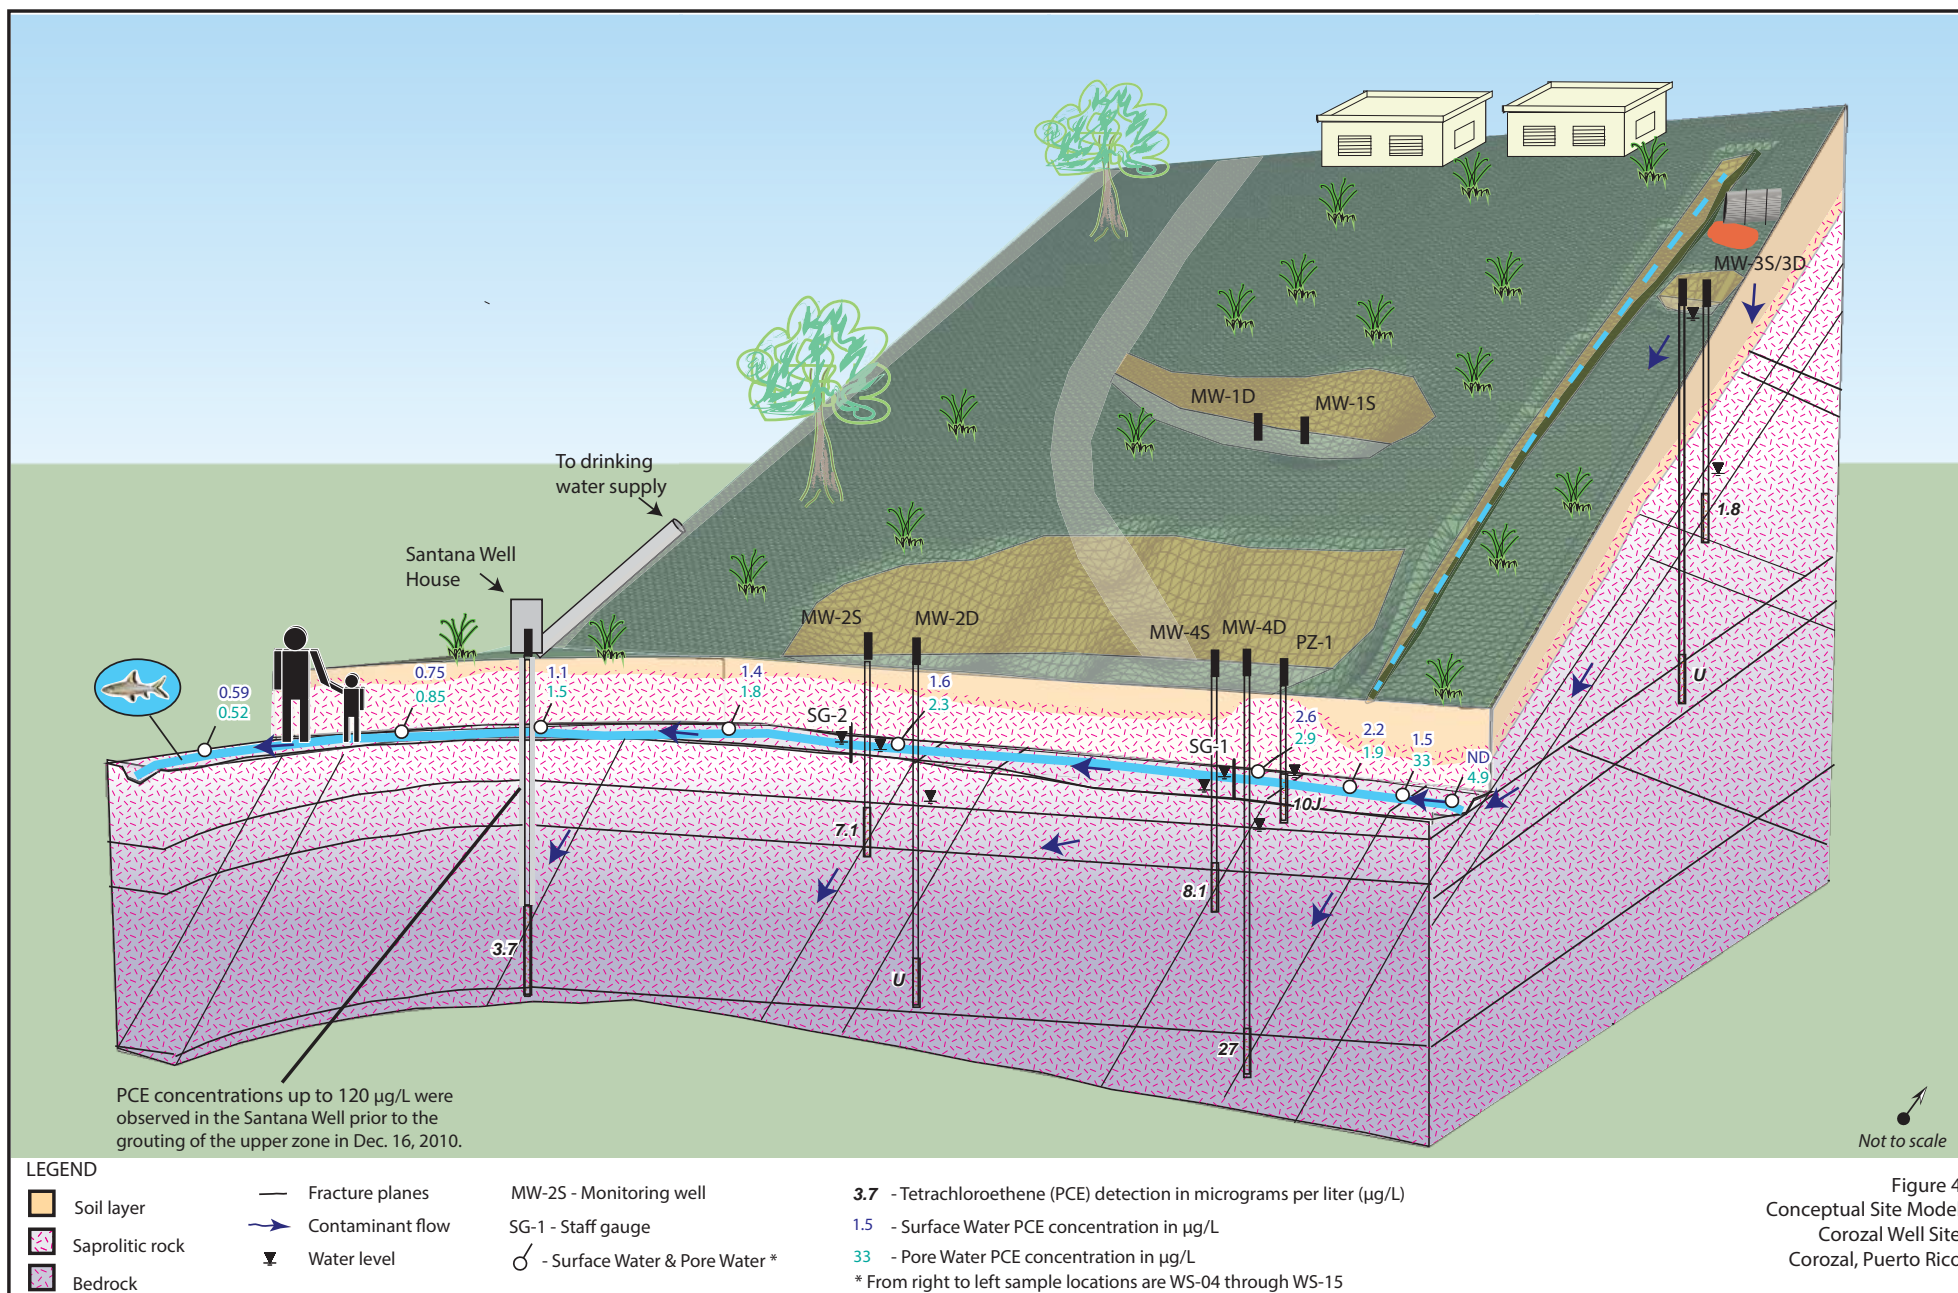 MW-3S/3D
MW-1D
MW-1S
To drinking
water supply
1.8
Santana Well
House
MW-2S
MW-2D
MW-4S
MW-4D
PZ-1
U
0.59
0.52
0.75
0.85
1.1
1.5
1.4
1.8
1.6
2.3
SG-2
SG-1
2.6
2.9
2.2
1.9
1.5
33
ND
4.9
10J
7.1
8.1
3.7
U
27
PCE concentrations up to 120 µg/L were
observed in the Santana Well prior to the
grouting of the upper zone in Dec. 16, 2010.
Not to scale
LEGEND
Soil layer
Saprolitic rock
Bedrock
Fracture planes
Contaminant flow
Water level
MW-2S - Monitoring well
SG-1 - Staff gauge
- Surface Water & Pore Water *
3.7 - Tetrachloroethene (PCE) detection in micrograms per liter (µg/L)
1.5 - Surface Water PCE concentration in µg/L
33 - Pore Water PCE concentration in µg/L
* From right to left sample locations are WS-04 through WS-15
Figure 4
Conceptual Site Model
Corozal Well Site
Corozal, Puerto Rico